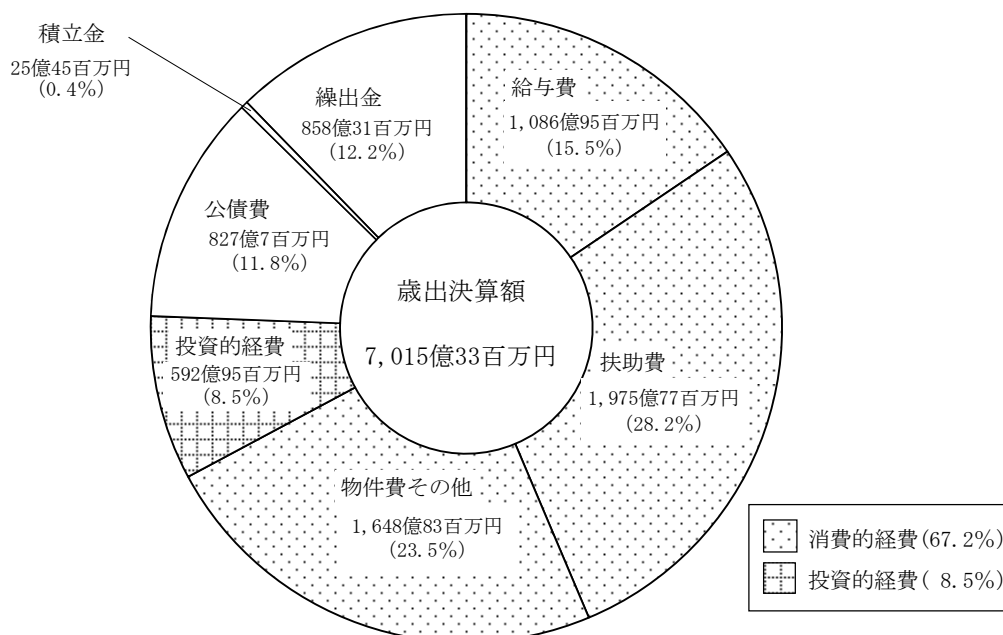 積立金
25億45百万円
(0.4%)
繰出金
858億31百万円
(12.2%)
給与費
1,086億95百万円
(15.5%)
公債費
827億7百万円
(11.8%)
歳出決算額
7,015億33百万円
投資的経費
592億95百万円
(8.5%)
扶助費
1,975億77百万円
(28.2%)
物件費その他
1,648億83百万円
(23.5%)
消費的経費(67.2%)
投資的経費( 8.5%)